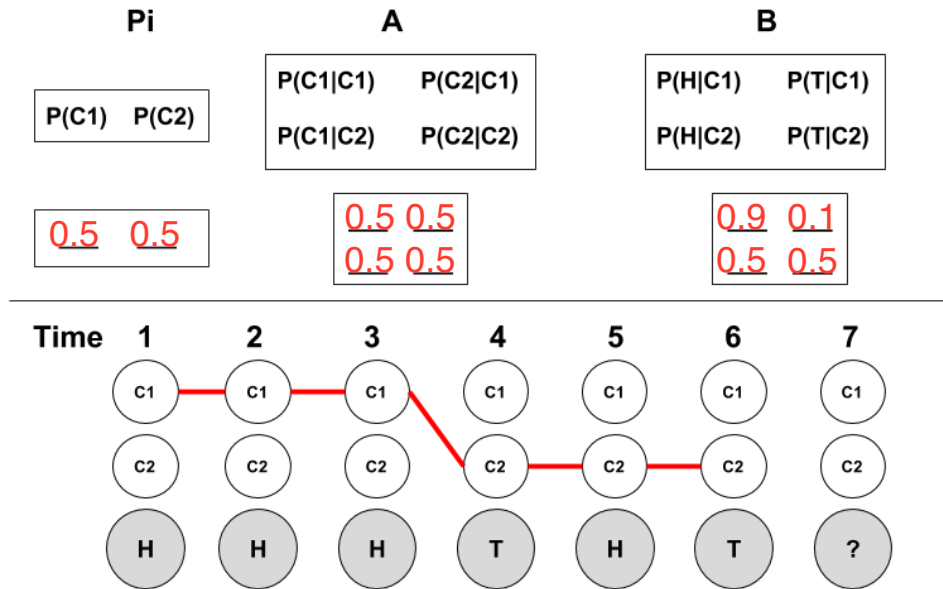 Pi A B
P(C1) P(C2)
P(C1|C1) P(C2|C1)
P(C1|C2) P(C2|C2)
P(H|C1) P(T|C1)
P(H|C2) P(T|C2)
0.5 0.5
0.5 0.5
0.5 0.5
0.9 0.1
0.5 0.5
Time 1 2 3 4 5 6 7
C1 C1 C1 C1 C1 C1 C1
C2 C2 C2 C2 C2 C2 C2
H H H T H T ?